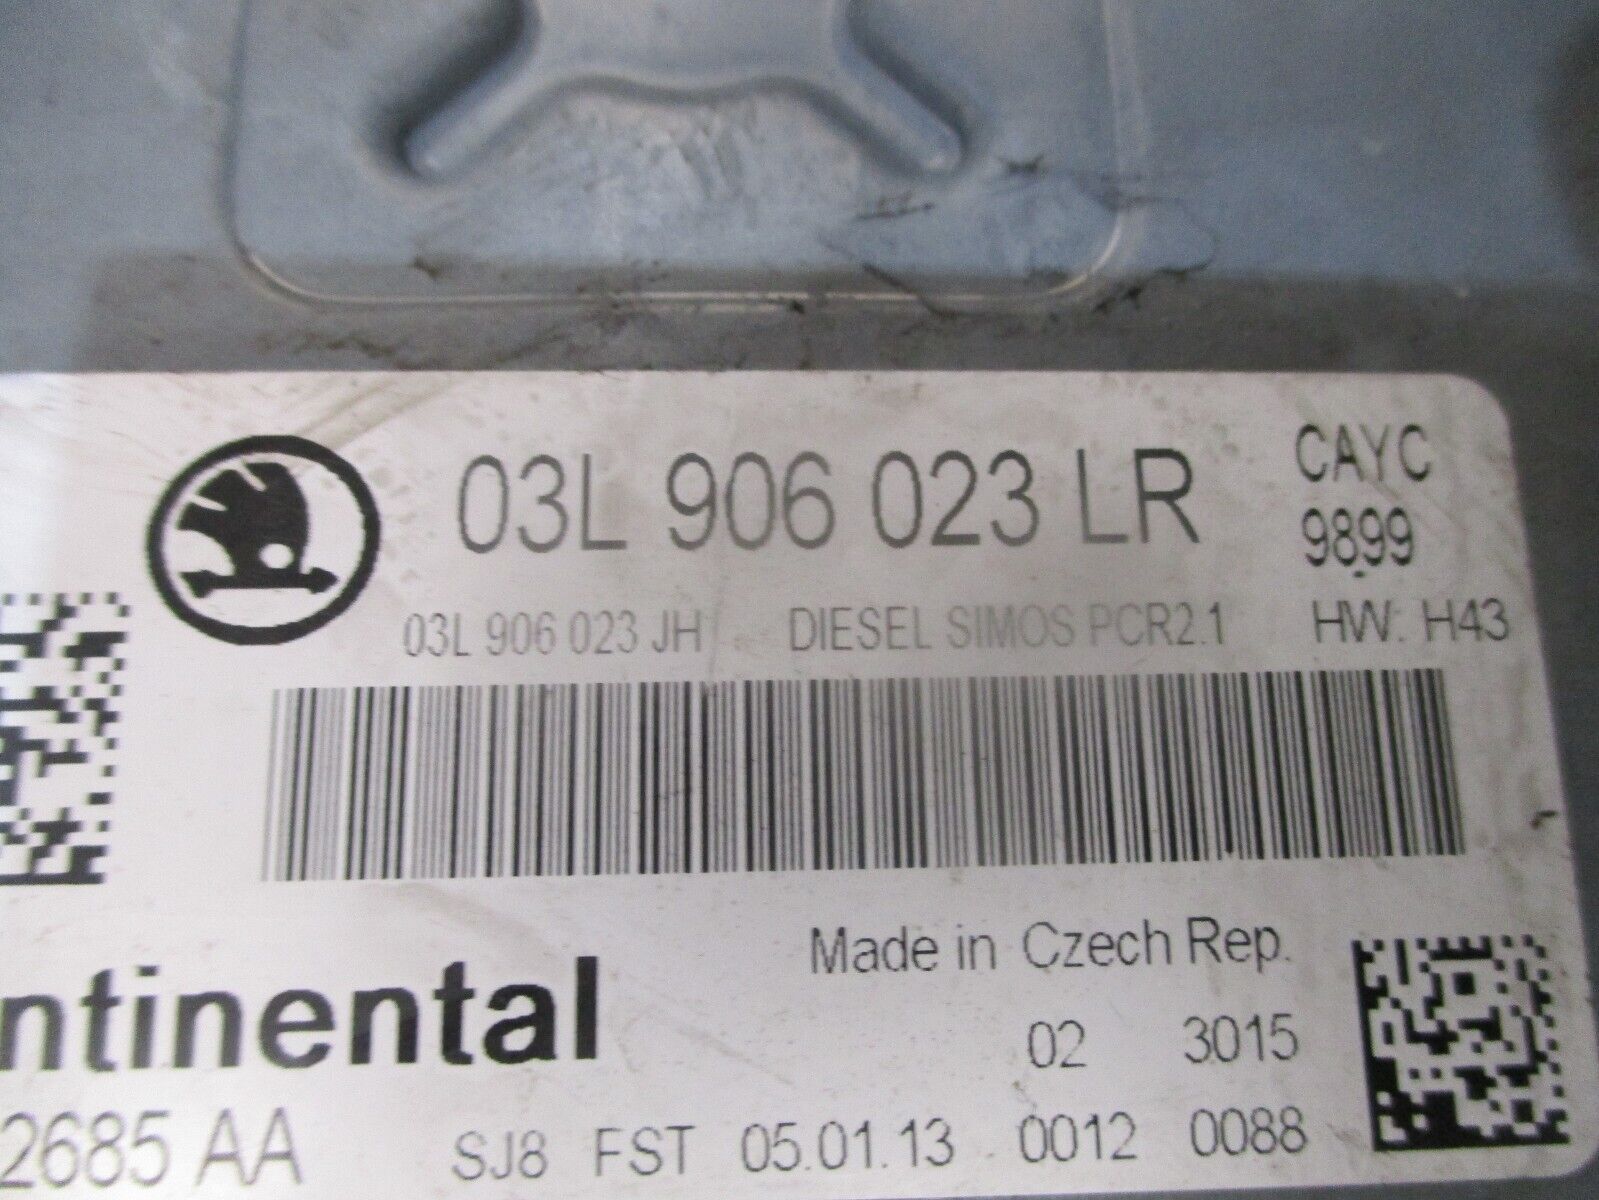 03L 906 023 LR CAYC
9899
03L 906 023 JH DIESEL SIMOS PCR2.1 HW: H43
Made in Czech Rep.
ntinental
02 3015
2685 AA SJ8 FST 05.01.13 0012 0088